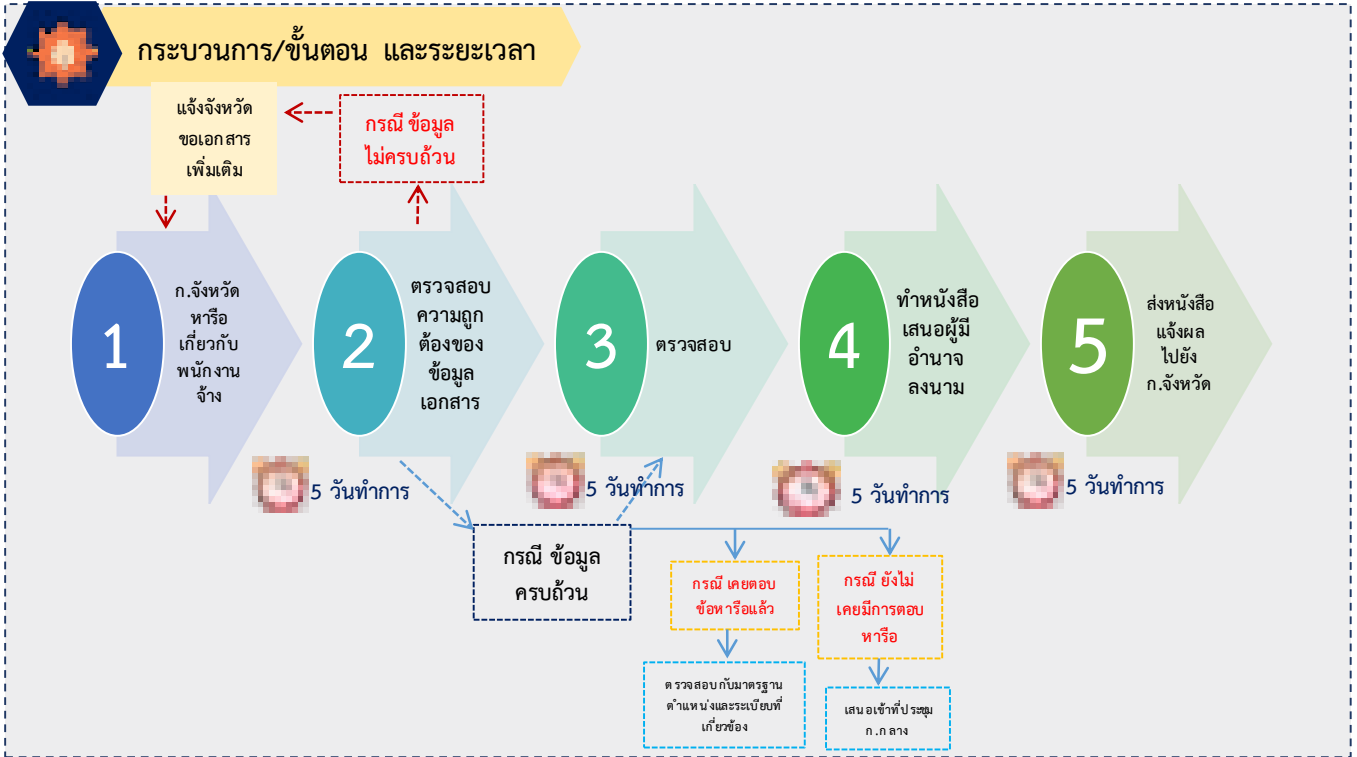 กระบวนการ/ขั้นตอน และระยะเวลา
แจ้งจังหวัด
ขอเอกสาร
เพิ่มเติม
กรณี ข้อมูล
ไม่ครบถ้วน
1
ก.จังหวัด
หารือ
เกี่ยวกับ
พนักงาน
จ้าง
2
ตรวจสอบ
ความถูก
ต้องของ
ข้อมูล
เอกสาร
3
ตรวจสอบ
4
ทำหนังสือ
เสนอผู้มี
อำนาจ
ลงนาม
5
ส่งหนังสือ
แจ้งผล
ไปยัง
ก.จังหวัด
5 วันทำการ
5 วันทำการ
5 วันทำการ
5 วันทำการ
กรณี ข้อมูล
ครบถ้วน
กรณี เคยตอบ
ข้อหารือแล้ว
กรณี ยังไม่
เคยมีการตอบ
หารือ
ตรวจสอบกับมาตรฐาน
ตำแหน่งและระเบียบที่
เกี่ยวข้อง
เสนอเข้าที่ประชุม
ก.กลาง